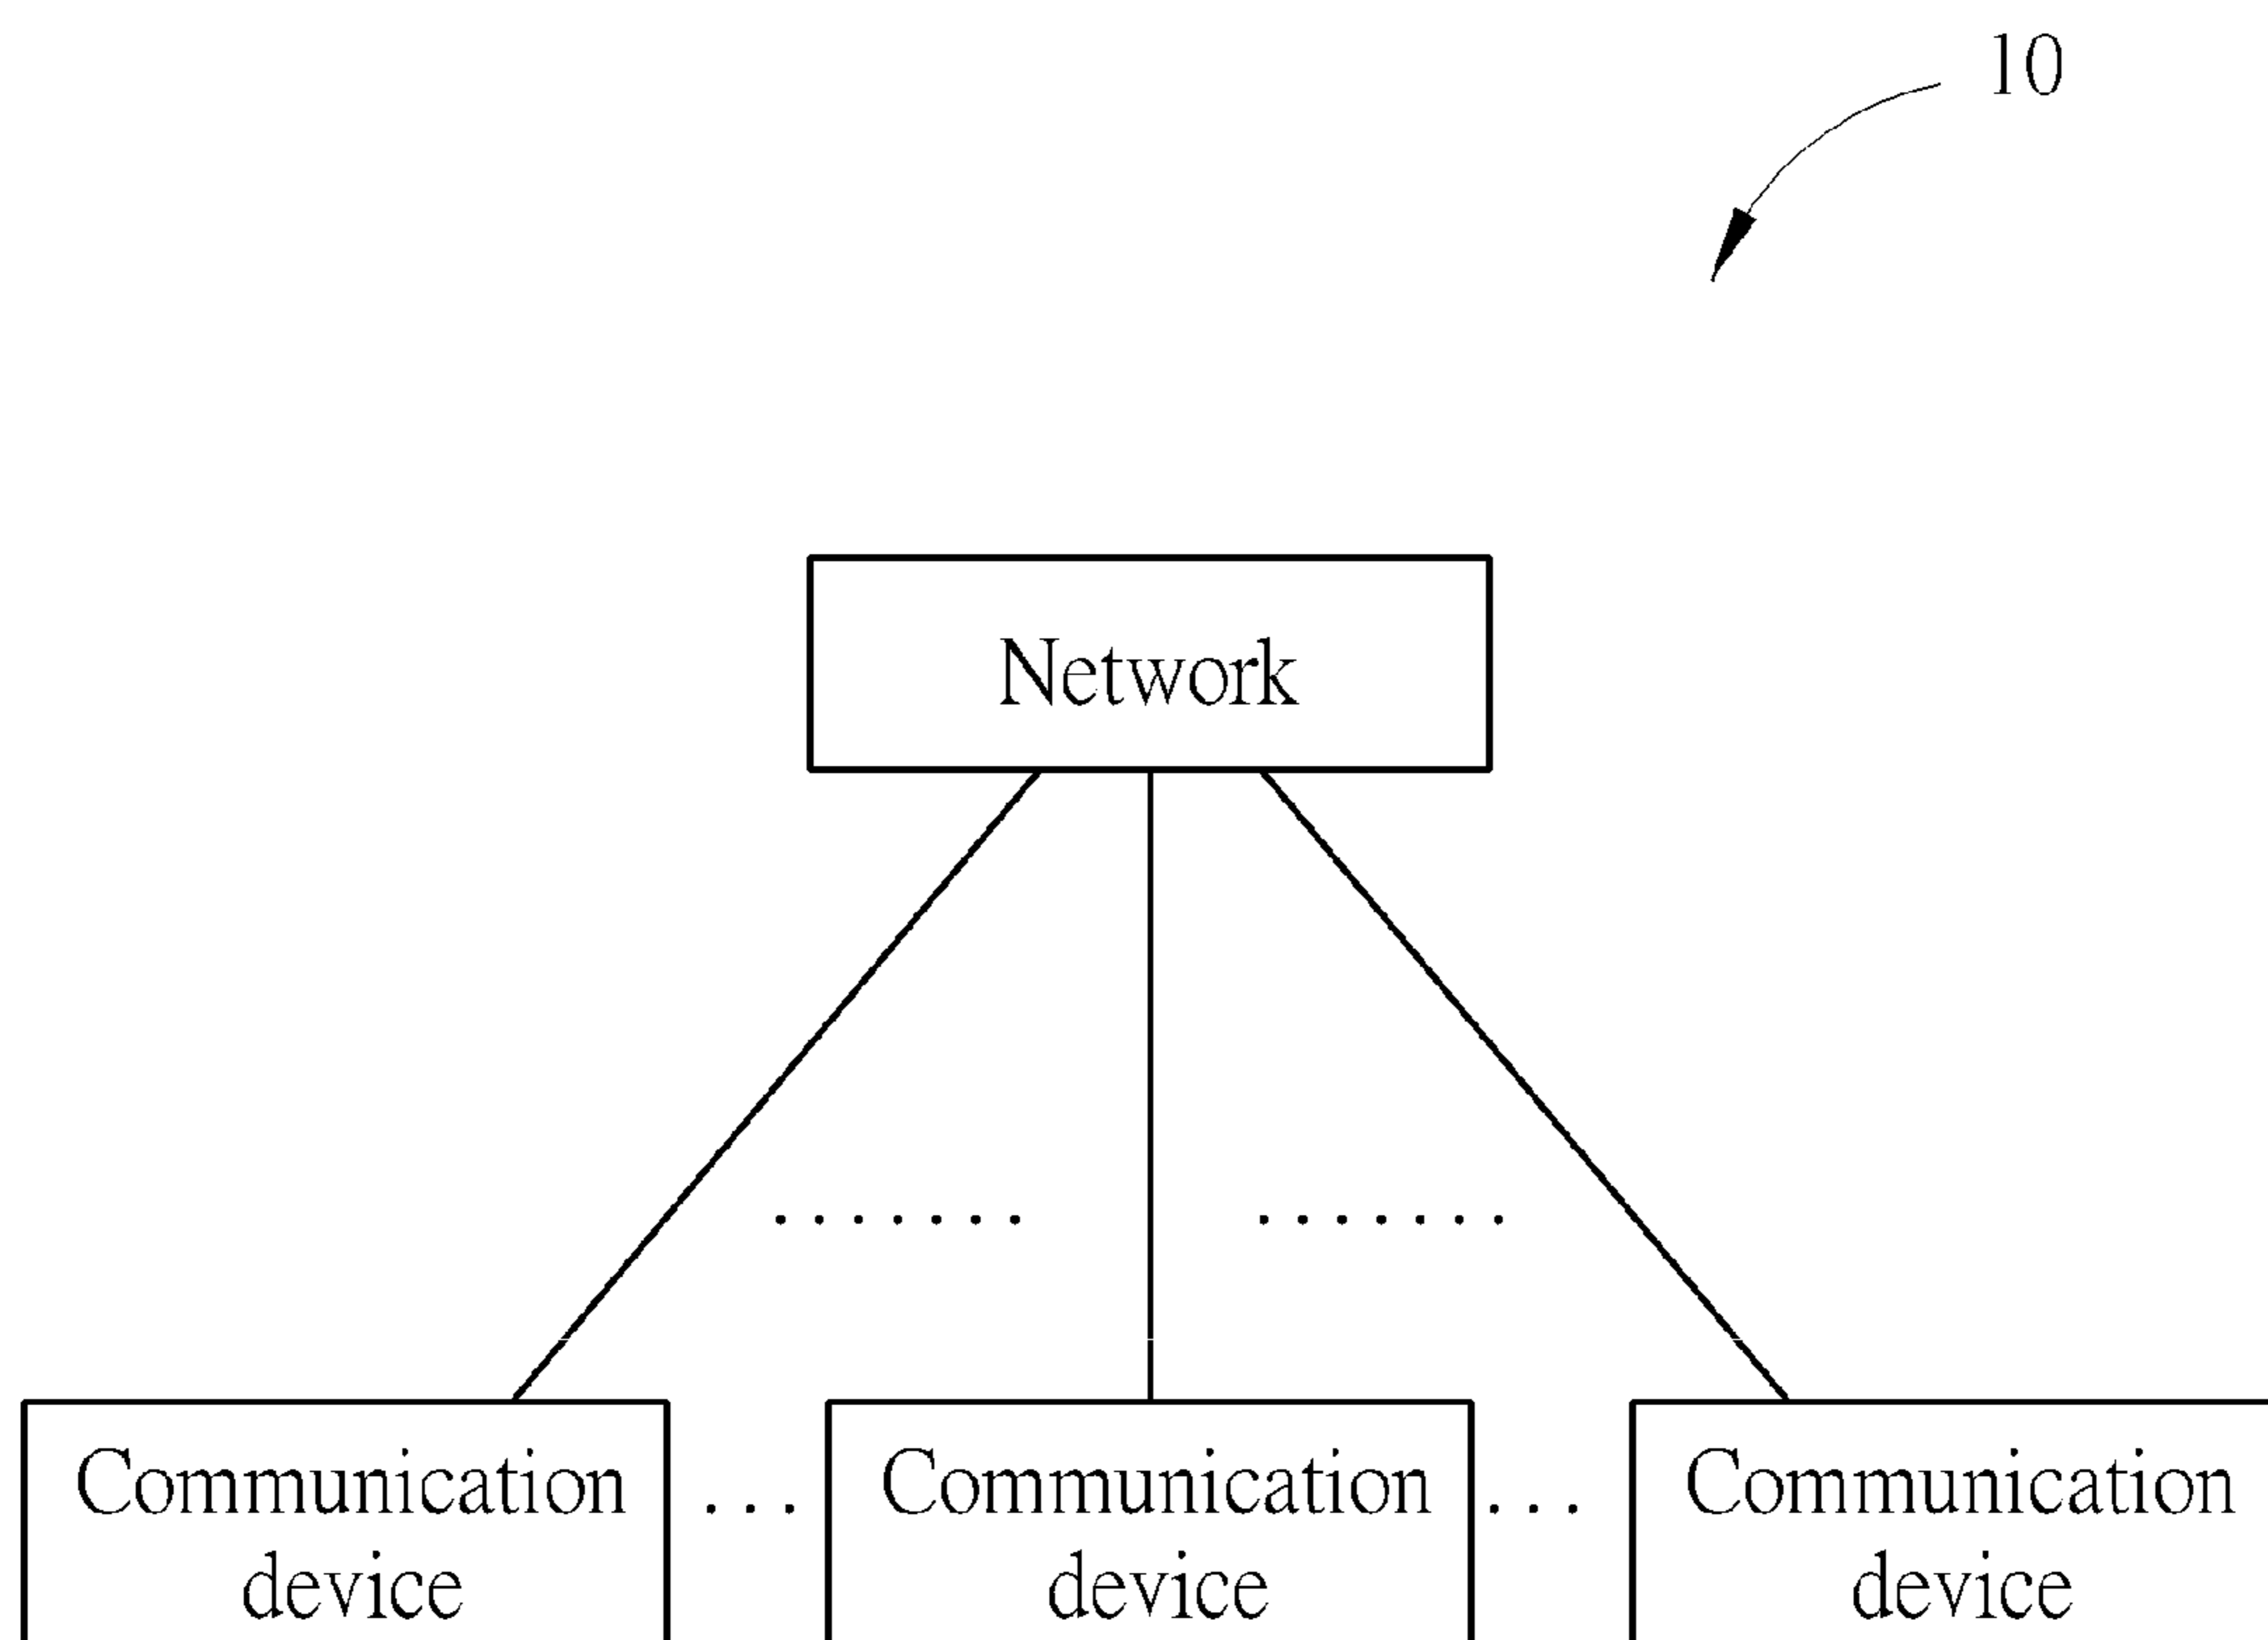 10
Network
.......
.......
Communication
device
...
Communication
device
...
Communication
device